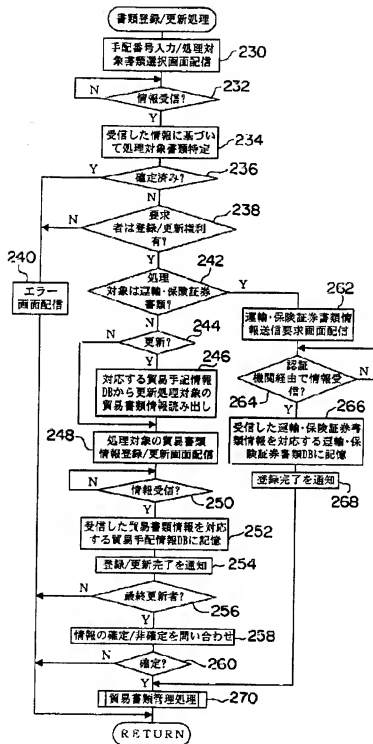 書類登録/更新処理
手配番号入力/処理対
象書類選択画面配信
230
N
情報受信?
232
Y
受信した情報に基づい
て処理対象書類特定
234
Y
確定済み?
236
N
要求
者は登録/更新権利
有?
238
N
240
Y
エラー
画面配信
処理
対象は運輸・保険証券
書類?
242
Y
N
262
運輸・保険証券書類情報
送信要求画面配信
更新?
244
N
Y
246
対応する貿易手配情報
DBから更新処理対象の
貿易書類情報読み出し
認証
機関経由で情報受
信?
264
N
Y
266
248
処理対象の貿易書類
情報登録/更新画面配信
受信した運輸・保険証券書
類情報を対応する運輸・保
険証券書類DBに記憶
登録完了を通知
268
N
情報受信?
250
Y
受信した貿易書類情報を対応
する貿易手配情報DBに記憶
252
登録/更新完了を通知
254
N
最終更新者?
256
Y
情報の確定/非確定を問い合わせ
258
N
確定?
260
Y
貿易書類管理処理
270
RETURN